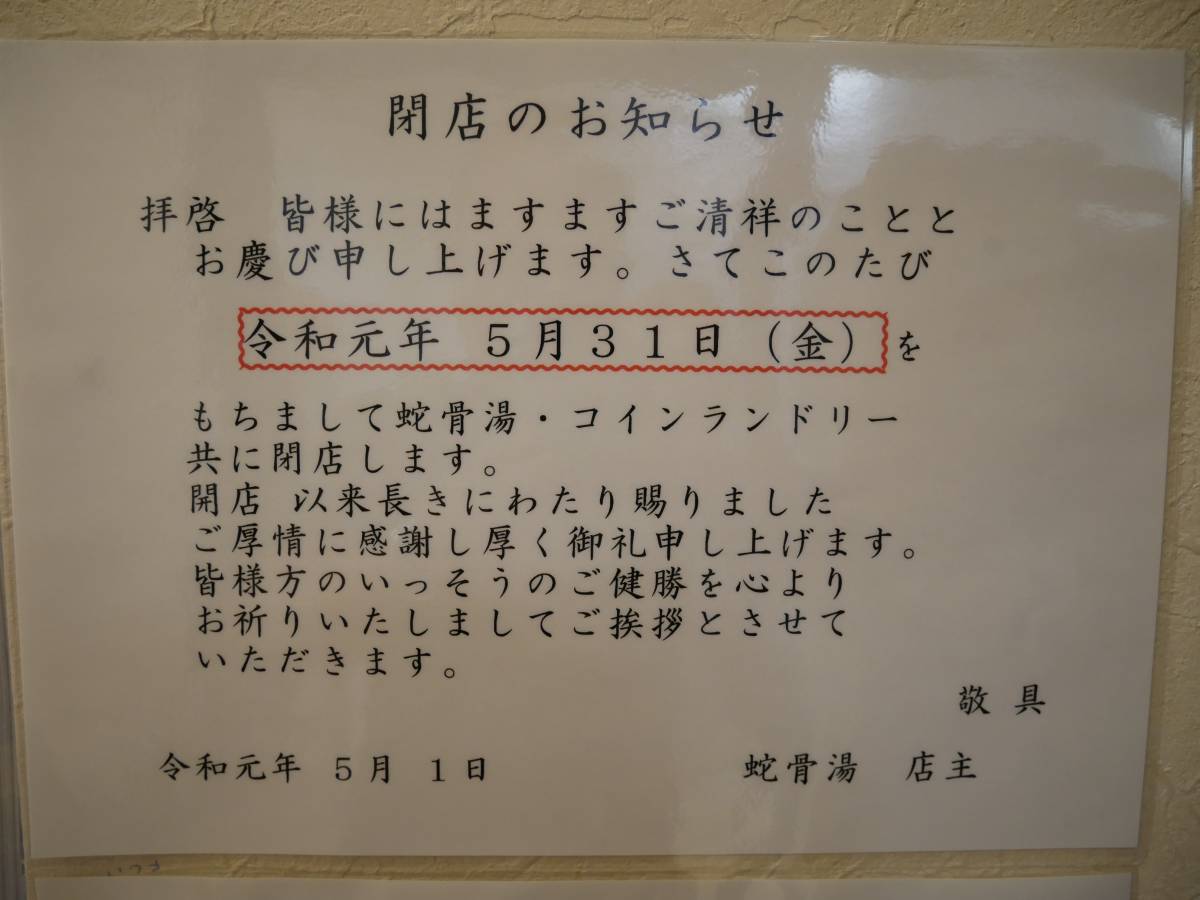 閉店のお知らせ
拝啓　皆様にはますますご清祥のことと
お慶び申し上げます。さてこのたび
令和元年　５月３１日（金）を
もちまして蛇骨湯・コインランドリー
共に閉店します。
開店 以来長きにわたり賜りました
ご厚情に感謝し厚く御礼申し上げます。
皆様方のいっそうのご健勝を心より
お祈りいたしましてご挨拶とさせて
いただきます。
敬 具
令和元年　５月　１日　　蛇骨湯　店主